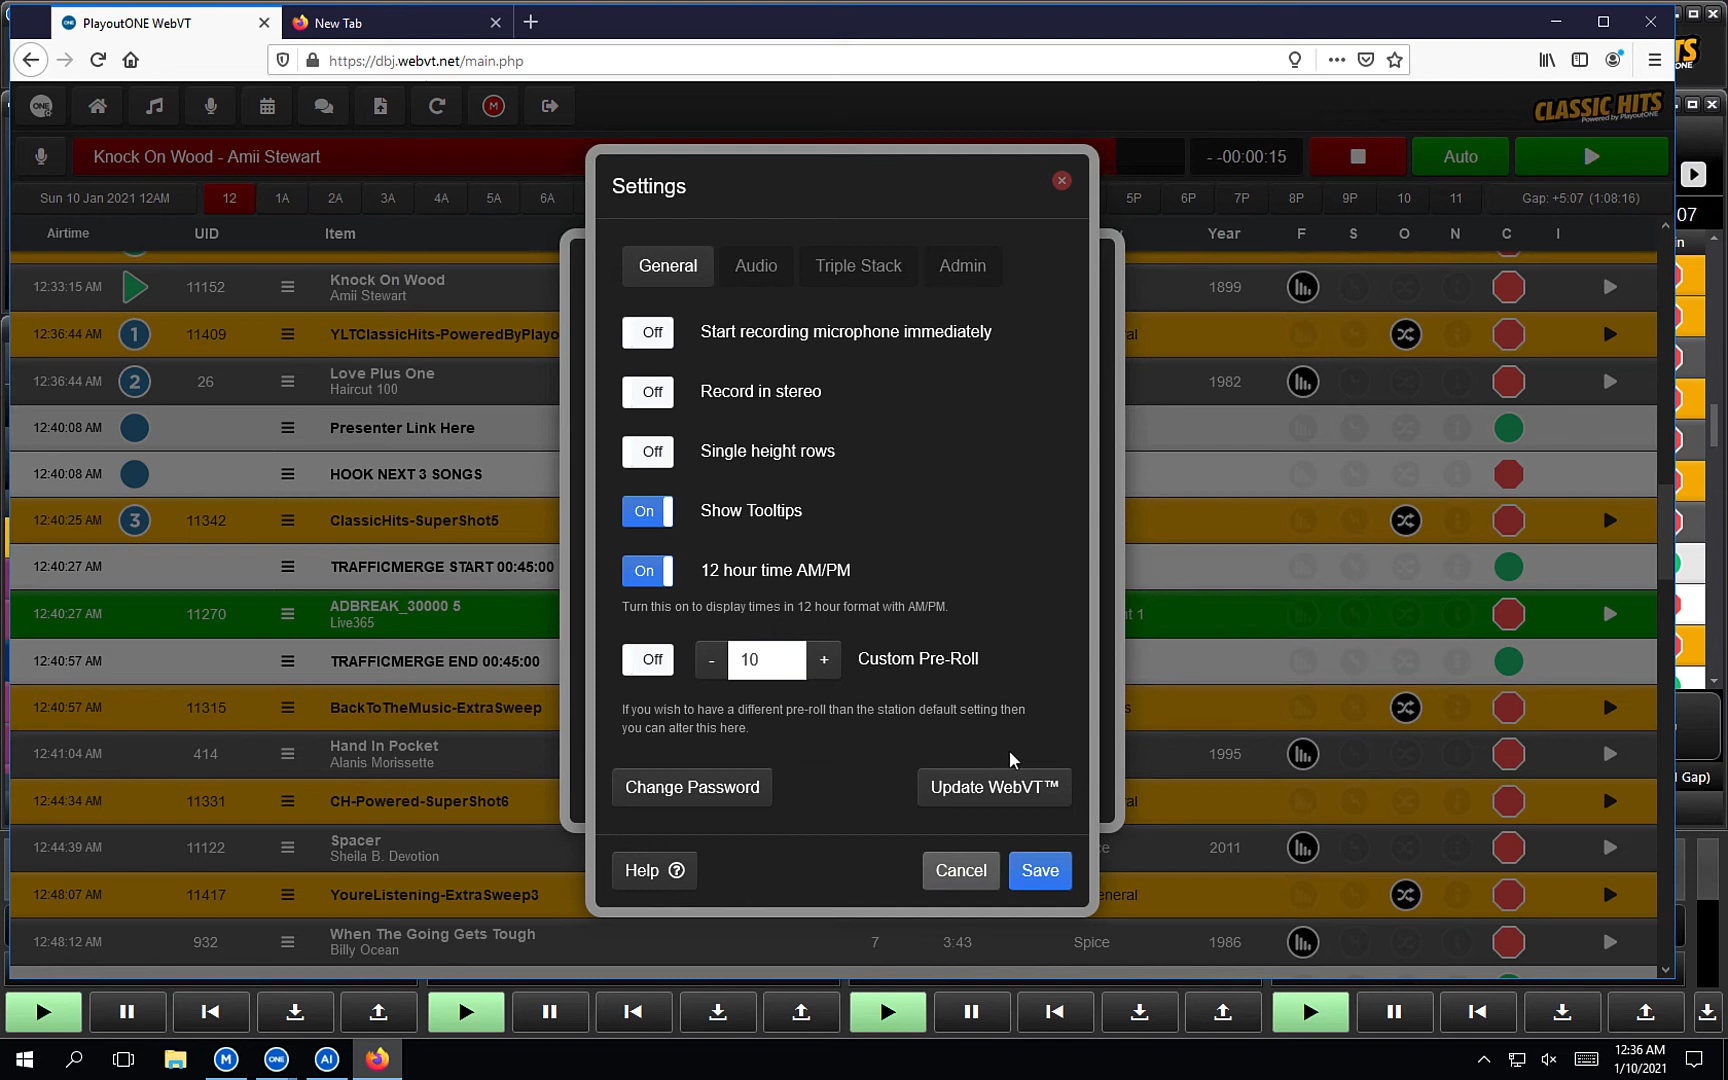 PlayoutONE WebVT
New Tab
https://dbj.webvt.net/main.php
CLASSIC HITS
Powered by PlayoutONE
Knock On Wood - Amii Stewart
- -00:00:15
Auto
Sun 10 Jan 2021 12AM
12
1A
2A
3A
4A
5A
6A
5P
6P
7P
8P
9P
10
11
Gap: +5:07 (1:08:16)
Airtime
UID
Item
Year
F
S
O
N
C
I
12:33:15 AM
11152
Knock On Wood
Amii Stewart
1899
12:36:44 AM
1
11409
YLTClassicHits-PoweredByPlayo
12:36:44 AM
2
26
Love Plus One
Haircut 100
1982
12:40:08 AM
Presenter Link Here
12:40:08 AM
HOOK NEXT 3 SONGS
12:40:25 AM
3
11342
ClassicHits-SuperShot5
12:40:27 AM
TRAFFICMERGE START 00:45:00
12:40:27 AM
11270
ADBREAK_30000 5
Live365
12:40:57 AM
TRAFFICMERGE END 00:45:00
12:40:57 AM
11315
BackToTheMusic-ExtraSweep
12:41:04 AM
414
Hand In Pocket
Alanis Morissette
1995
12:44:34 AM
11331
CH-Powered-SuperShot6
12:44:39 AM
11122
Spacer
Sheila B. Devotion
2011
12:48:07 AM
11417
YoureListening-ExtraSweep3
12:48:12 AM
932
When The Going Gets Tough
Billy Ocean
7
3:43
Spice
1986
Settings
General
Audio
Triple Stack
Admin
Off
Start recording microphone immediately
Off
Record in stereo
Off
Single height rows
On
Show Tooltips
On
12 hour time AM/PM
Turn this on to display times in 12 hour format with AM/PM.
Off
-
10
+
Custom Pre-Roll
If you wish to have a different pre-roll than the station default setting then
you can alter this here.
Change Password
Update WebVT™
Help
Cancel
Save
07
l Gap)
M
ONE
AI
12:36 AM
1/10/2021